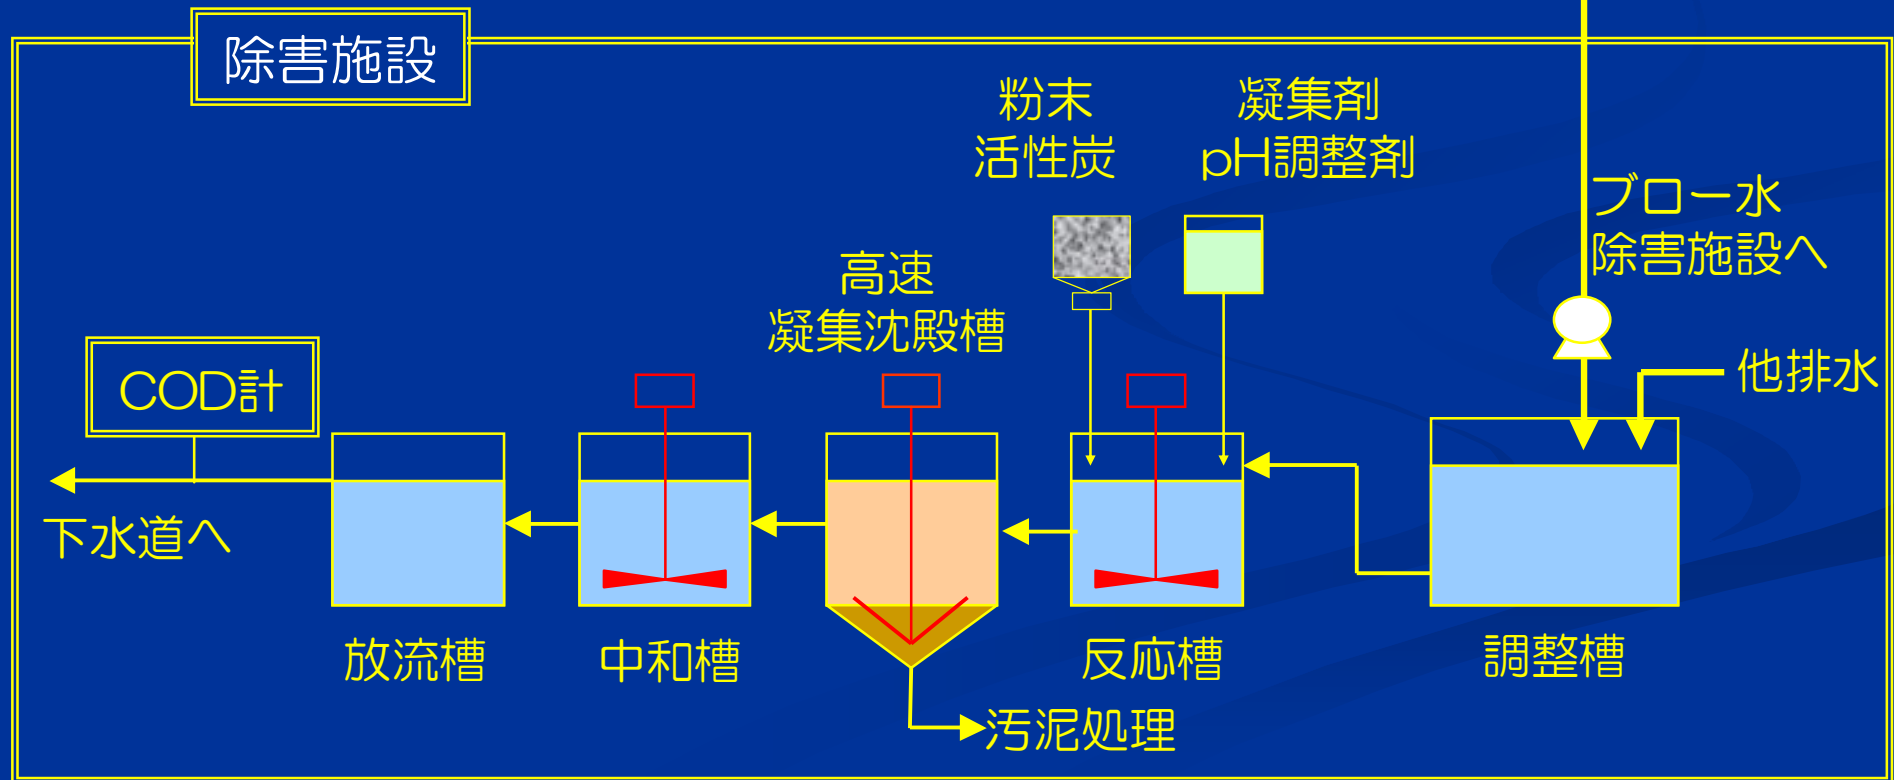 除害施設
粉末
活性炭
凝集剤
pH調整剤
ブロー水
除害施設へ
高速
凝集沈殿槽
他排水
COD計
下水道へ
放流槽
中和槽
反応槽
調整槽
汚泥処理